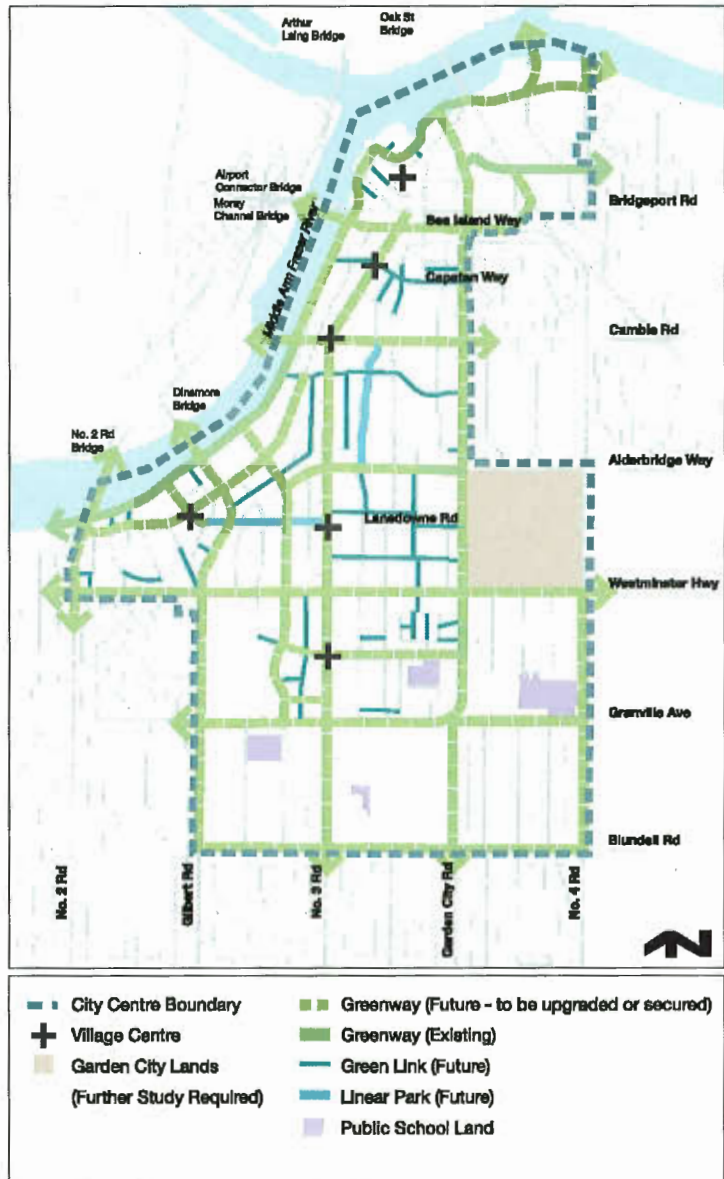 Arthur
Laing Bridge
Oak St
Bridge
Airport
Connector Bridge
Moray
Channel Bridge
Middle Arm Fraser River
Bridgeport Rd
Sea Island Way
Capstan Way
Cambie Rd
Dinsmore
Bridge
No. 2 Rd
Bridge
Alderbridge Way
Lansdowne Rd
Westminster Hwy
Granville Ave
Blundell Rd
No. 2 Rd
Gilbert Rd
No. 3 Rd
Garden City Rd
No. 4 Rd
N
City Centre Boundary
Village Centre
Garden City Lands
(Further Study Required)
Greenway (Future - to be upgraded or secured)
Greenway (Existing)
Green Link (Future)
Linear Park (Future)
Public School Land